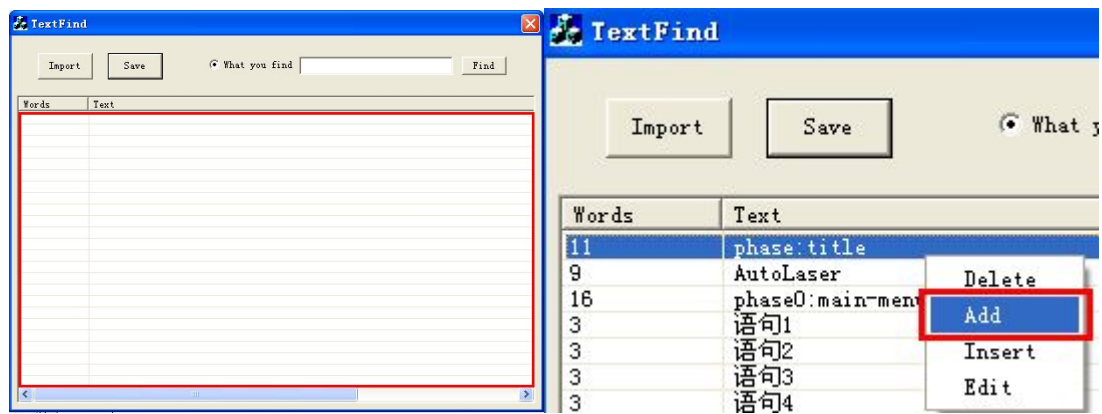 TextFind
Import Save What you find Find
Words Text
TextFind
Import Save What
Words Text
11 phase:title
9 AutoLaser
16 phase0:main-menu
3 语句1
3 语句2
3 语句3
3 语句4
Delete
Add
Insert
Edit